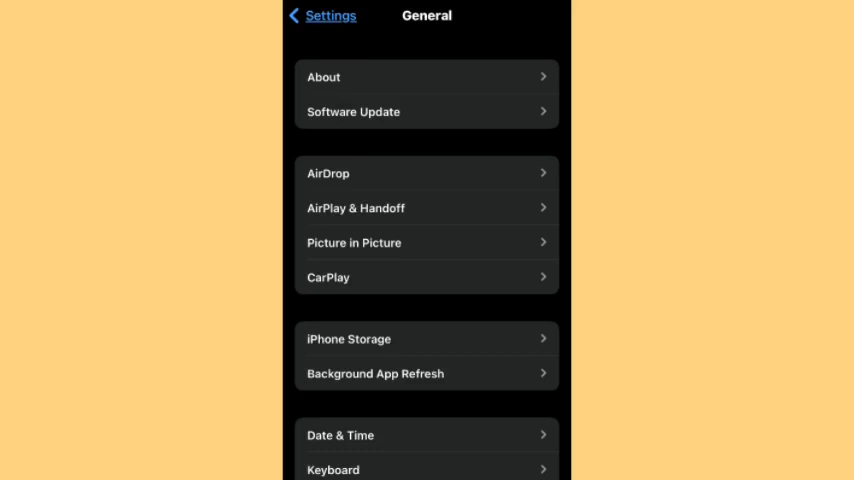 Settings
General
About
Software Update
AirDrop
AirPlay & Handoff
Picture in Picture
CarPlay
iPhone Storage
Background App Refresh
Date & Time
Keyboard